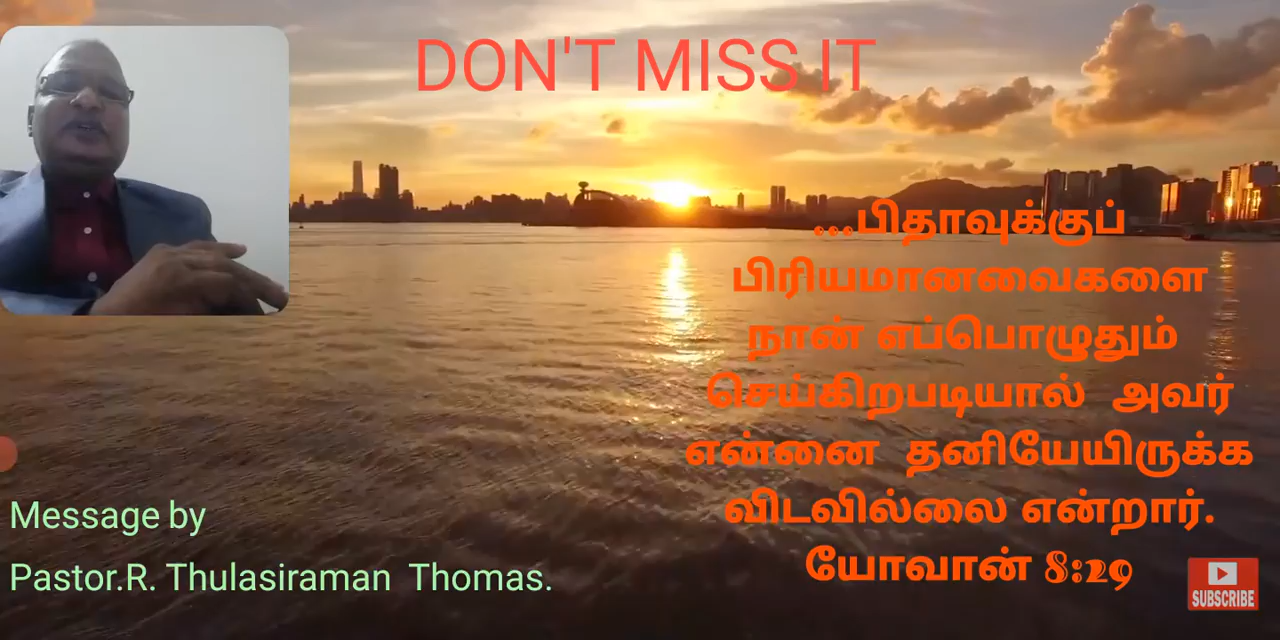 DON'T MISS IT
...பிதாவுக்குப்
பிரியமானவைகளை
நான் எப்பொழுதும்
செய்கிறபடியால் அவர்
என்னை தனியேயிருக்க
விடவில்லை என்றார்.
யோவான் 8:29
Message by
Pastor.R. Thulasiraman Thomas.
SUBSCRIBE